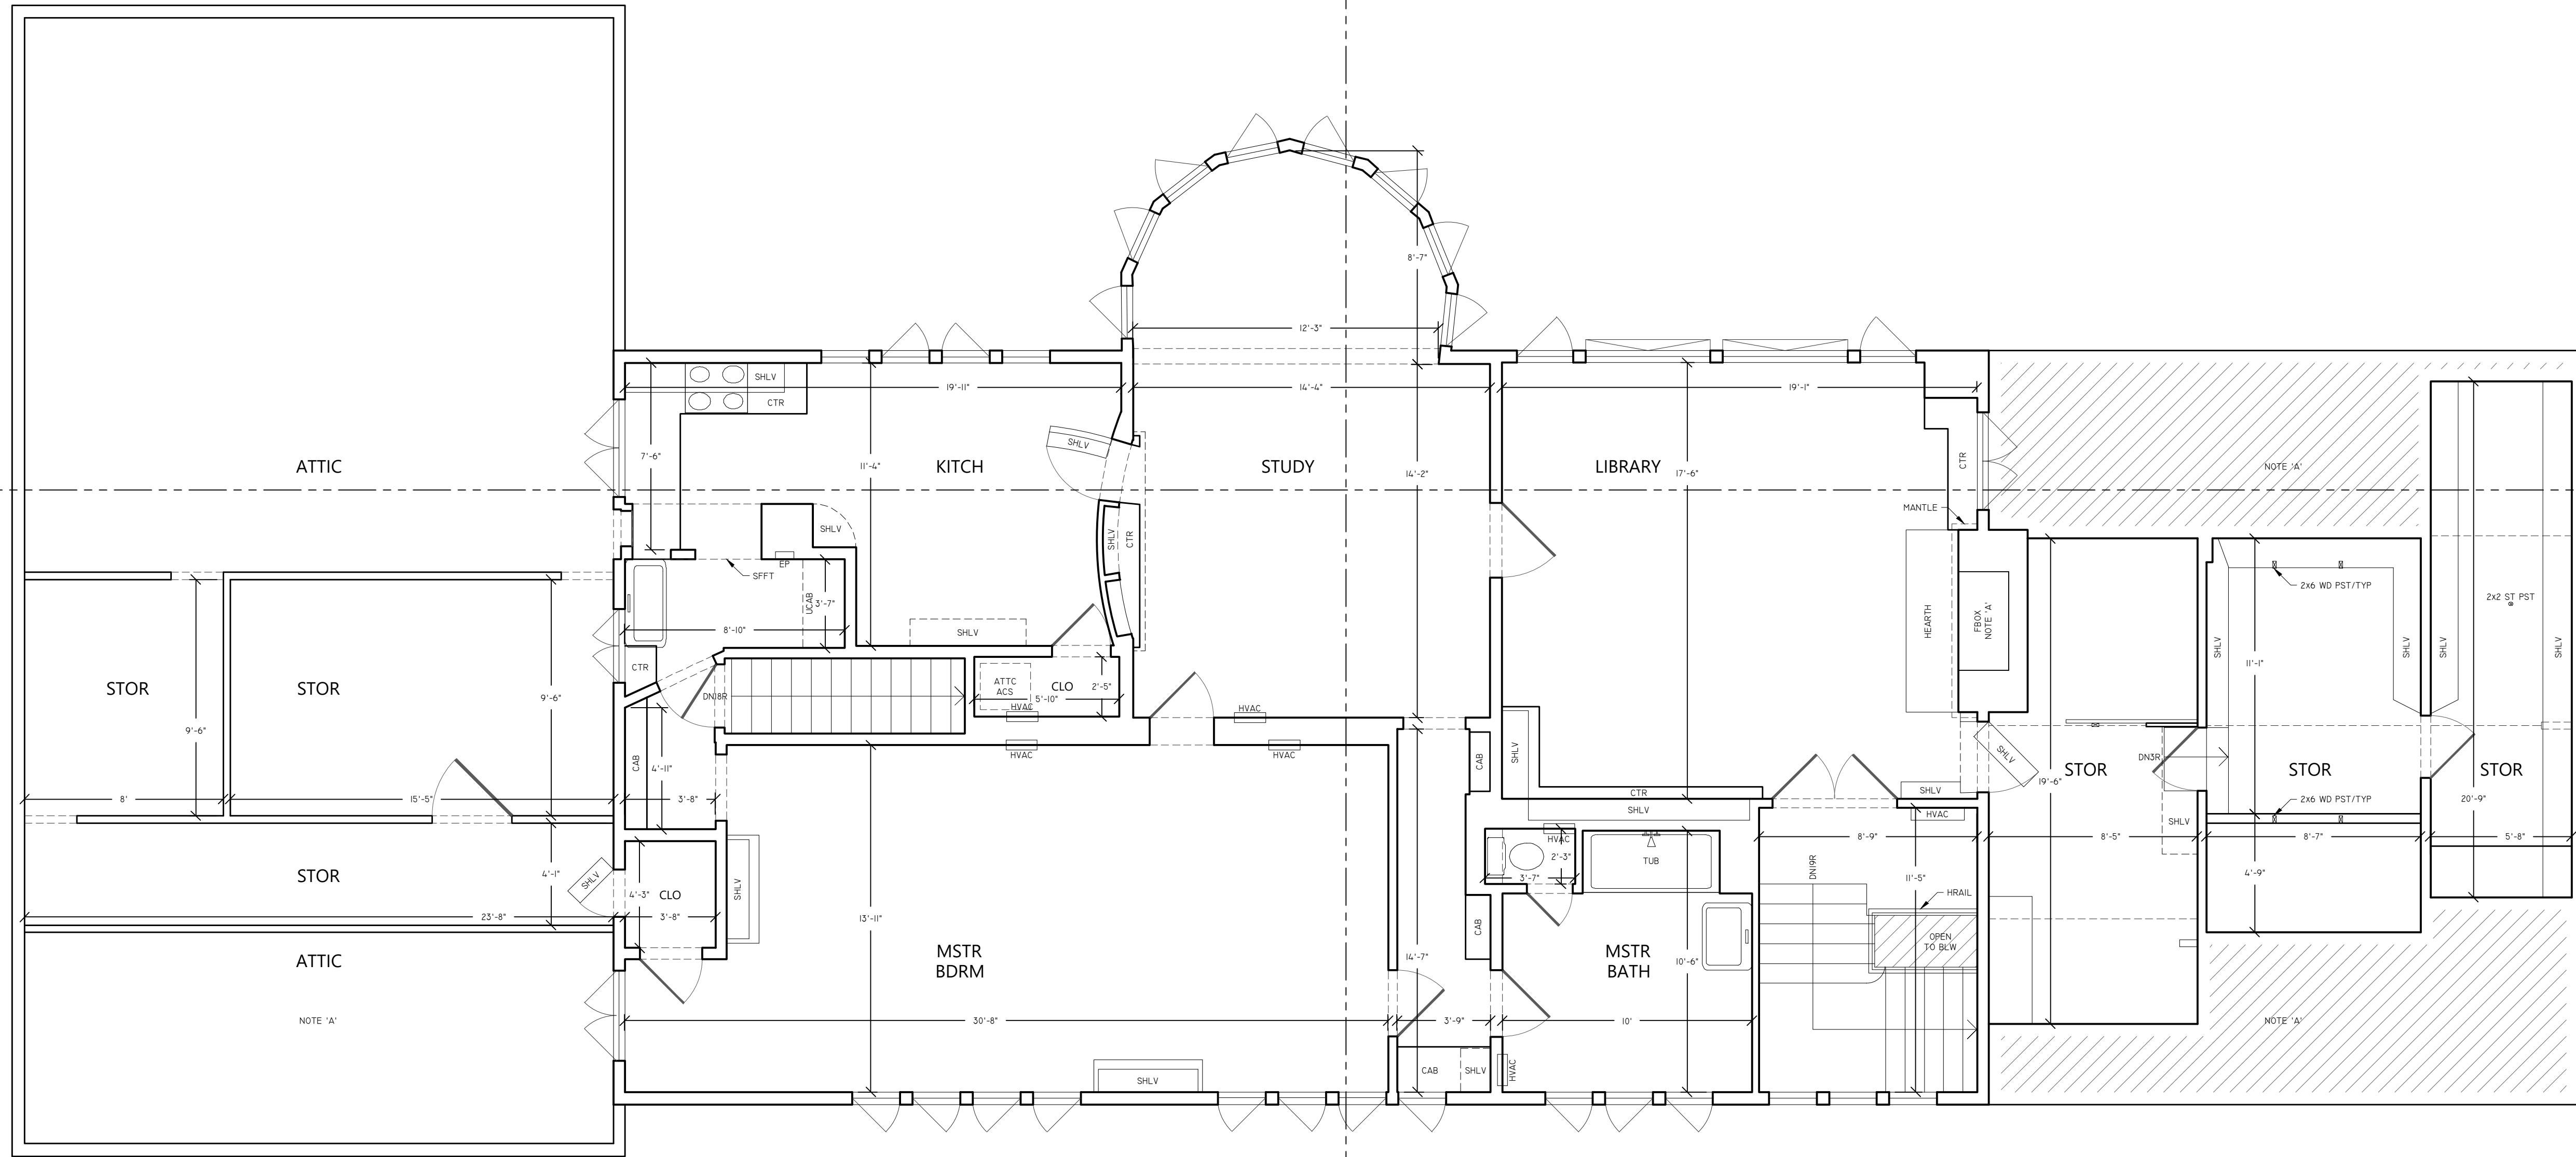 8'-7"
12'-3"
SHLV
CTR
19'-11"
14'-4"
19'-1"
7'-6"
11'-4"
SHLV
ATTIC
KITCH
STUDY
14'-2"
LIBRARY
17'-6"
CTR
NOTE 'A'
MANTLE
SHLV
SHLV
CTR
EP
SFFT
UCAB
3'-7"
2x6 WD PST/TYP
2x2 ST PST
HEARTH
FBOX
NOTE 'A'
8'-10"
SHLV
SHLV
SHLV
SHLV
SHLV
CTR
11'-1"
STOR
STOR
9'-6"
DN18R
ATTC
ACS
CLO
2'-5"
5'-10"
HVAC
HVAC
9'-6"
HVAC
HVAC
CAB
4'-11"
CAB
SHLV
SHLV
DN3R
STOR
STOR
STOR
19'-6"
8'
15'-5"
3'-8"
CTR
SHLV
SHLV
HVAC
2x6 WD PST/TYP
20'-9"
SHLV
HVAC
8'-9"
8'-5"
8'-7"
5'-8"
2'-3"
TUB
DN19R
STOR
4'-1"
SHLV
4'-3"
CLO
SHLV
3'-7"
11'-5"
4'-9"
HRAIL
23'-8"
3'-8"
13'-11"
CAB
OPEN
TO BLW
ATTIC
MSTR
BDRM
14'-7"
MSTR
BATH
10'-6"
NOTE 'A'
30'-8"
3'-9"
10'
NOTE 'A'
SHLV
CAB
SHLV
HVAC